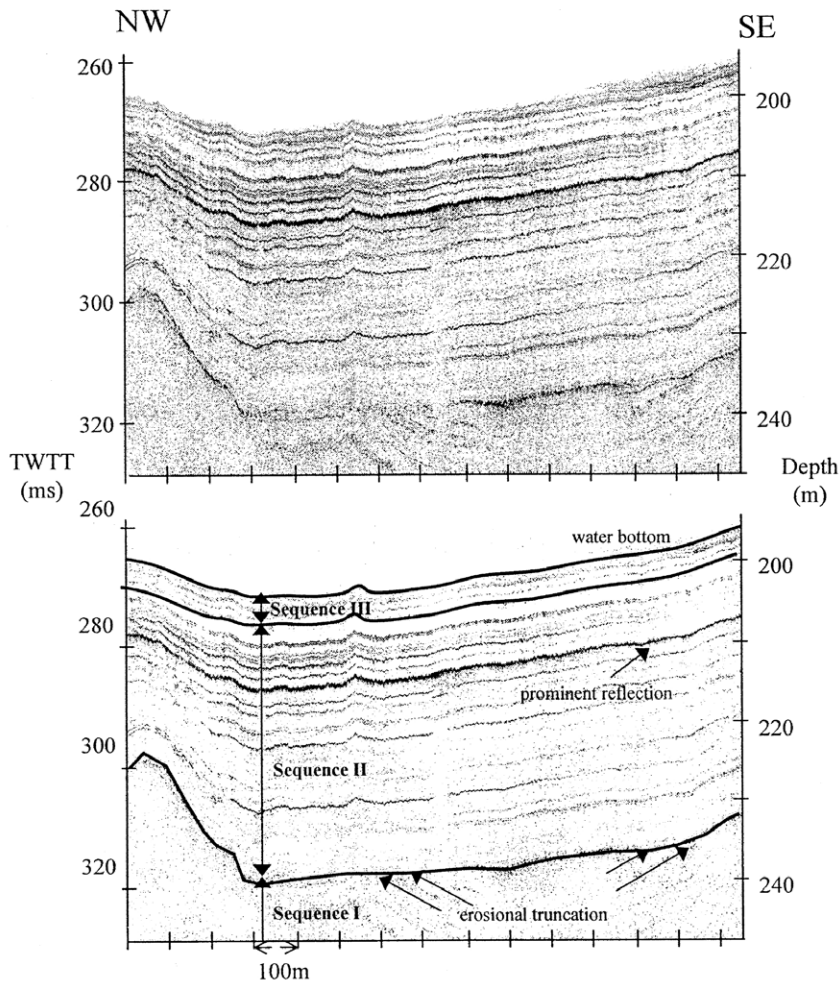 NW
SE
260
280
300
320
200
220
240
TWTT
(ms)
Depth
(m)
260
280
300
320
200
220
240
water bottom
Sequence III
prominent reflection
Sequence II
erosional truncation
Sequence I
100m